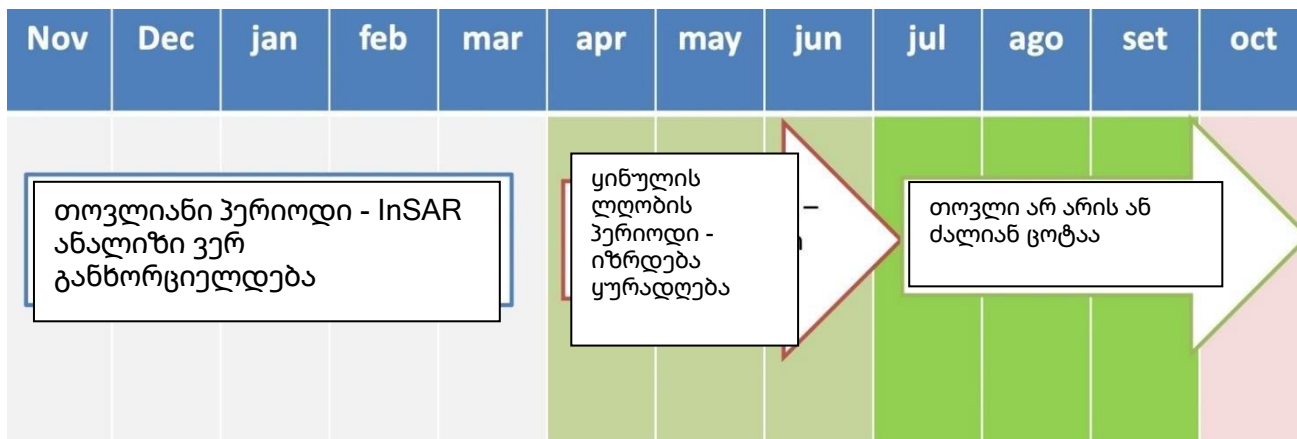 Nov Dec jan feb mar apr may jun jul ago set oct
თოვლიანი პერიოდი - InSAR
ანალიზი ვერ
განხორციელდება
ყინულის
ღღობის
პერიოდი -
იზრდება
ყურადღება
–
თოვლი არ არის ან
ძალიან ცოტაა